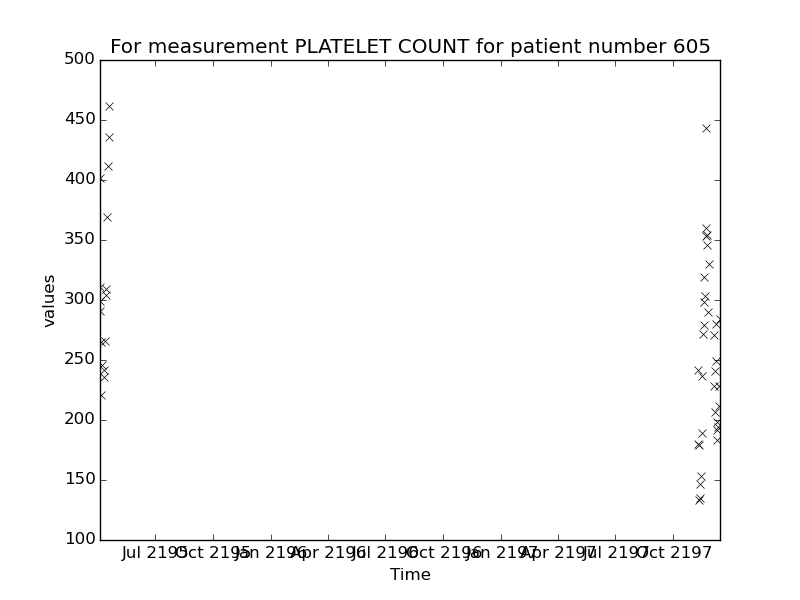 For measurement PLATELET COUNT for patient number 605
500
450
400
350
300
250
200
150
100
values
Jul 2195 Oct 2195 Jan 2196 Apr 2196 Jul 2196 Oct 2196 Jan 2197 Apr 2197 Jul 2197 Oct 2197
Time